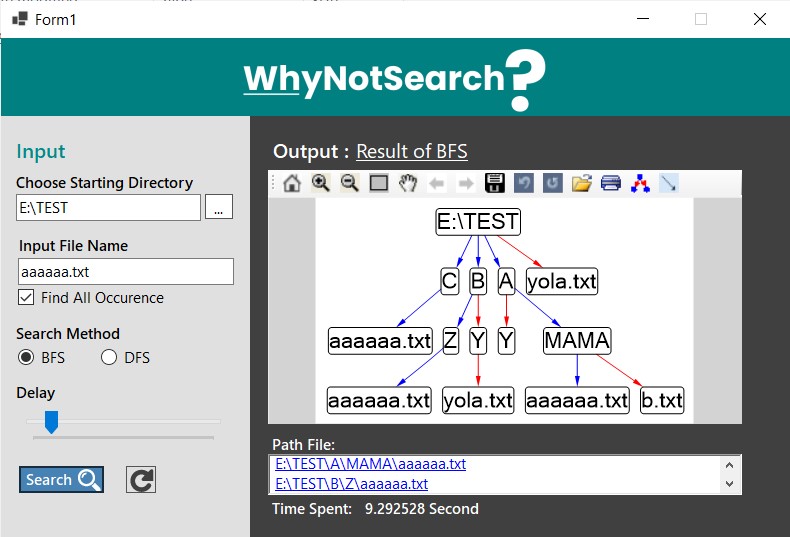 Form1
WhyNotSearch?
Input
Choose Starting Directory
E:\TEST
...
Input File Name
aaaaaa.txt
Find All Occurence
Search Method
BFS DFS
Delay
Search
Output : Result of BFS
E:\TEST
C B A yola.txt
aaaaaa.txt Z Y Y MAMA
aaaaaa.txt yola.txt aaaaaa.txt b.txt
Path File:
E:\TEST\A\MAMA\aaaaaa.txt
E:\TEST\B\Z\aaaaaa.txt
Time Spent: 9.292528 Second